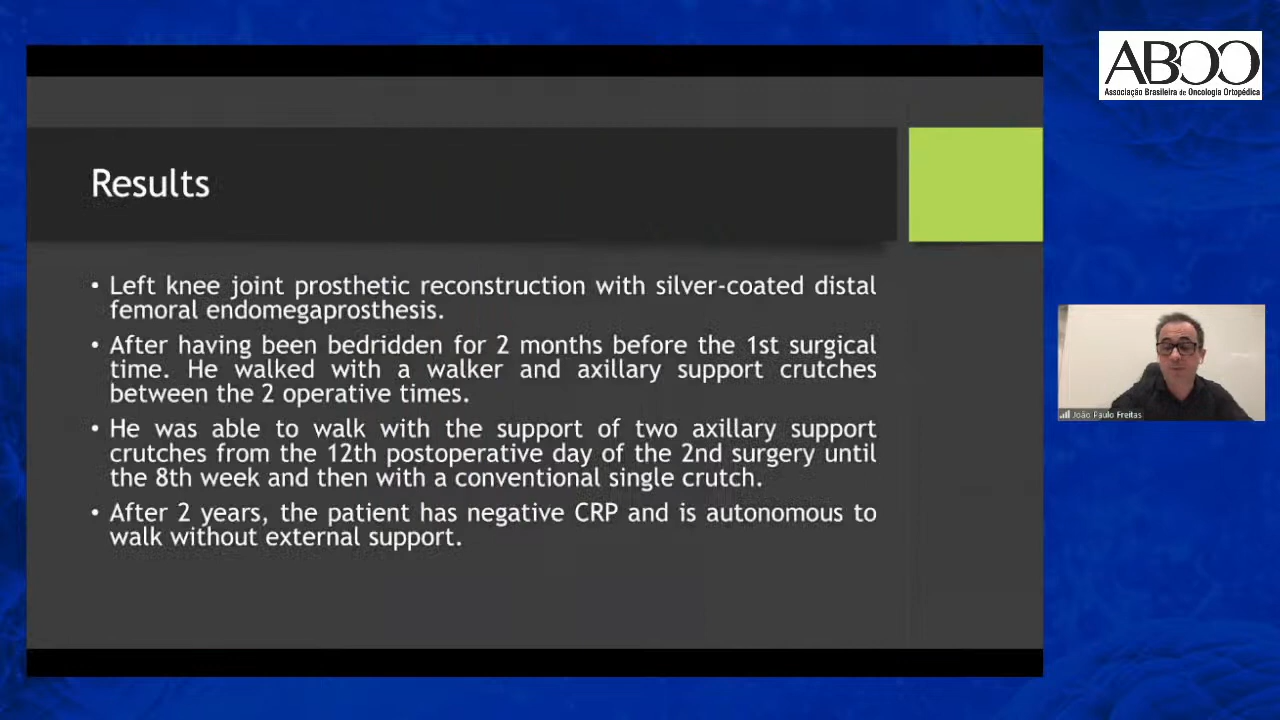 ABOO
Associação Brasileira de Oncologia Ortopédica
Results
• Left knee joint prosthetic reconstruction with silver-coated distal
femoral endomegaprosthesis.
• After having been bedridden for 2 months before the 1st surgical
time. He walked with a walker and axillary support crutches
between the 2 operative times.
• He was able to walk with the support of two axillary support
crutches from the 12th postoperative day of the 2nd surgery until
the 8th week and then with a conventional single crutch.
• After 2 years, the patient has negative CRP and is autonomous to
walk without external support.
João Paulo Freitas